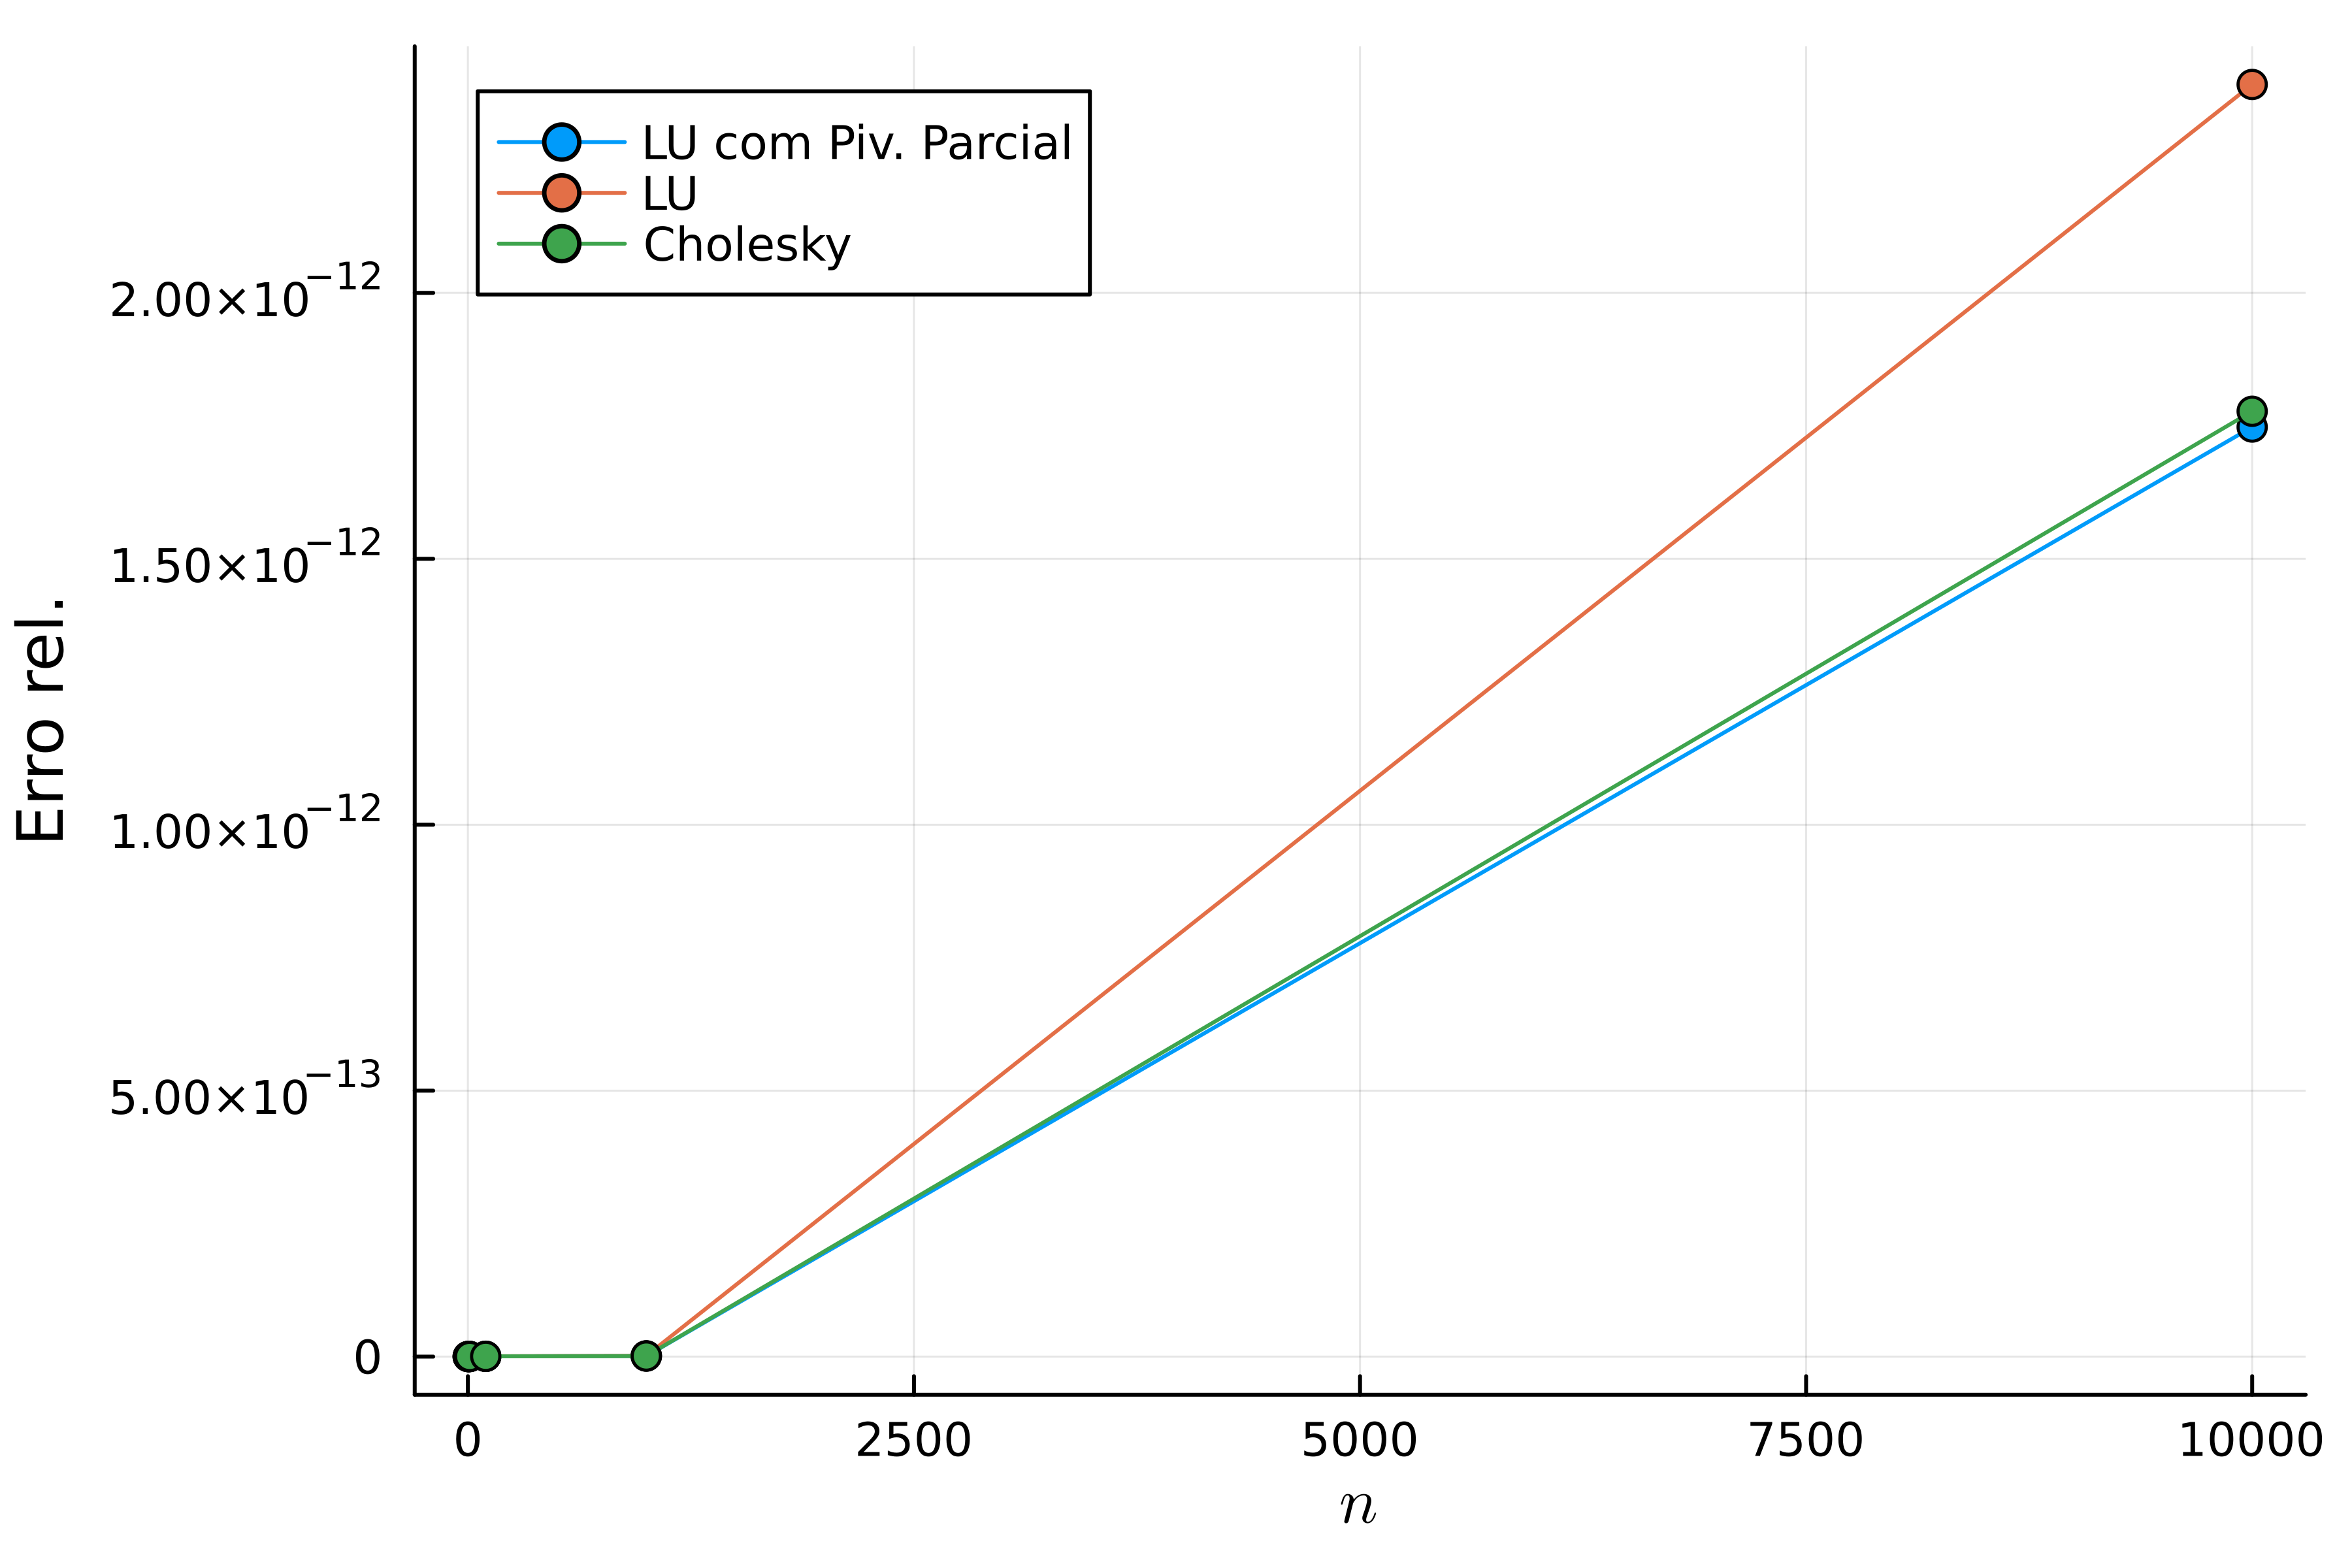 LU com Piv. Parcial
LU
Cholesky
2.00×10⁻¹²
1.50×10⁻¹²
1.00×10⁻¹²
5.00×10⁻¹³
0
Erro rel.
0 2500 5000 7500 10000
n